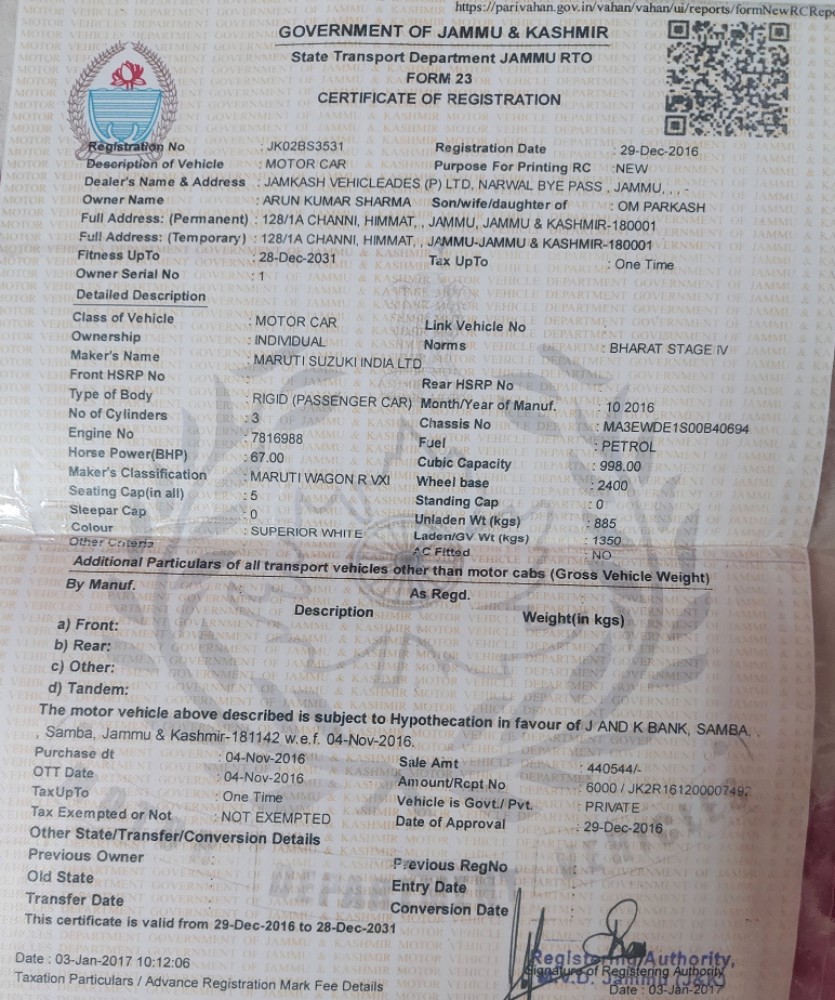 https://parivahan.gov.in/vahan/vahan/ui/reports/formNewRCRepo
GOVERNMENT OF JAMMU & KASHMIR
State Transport Department JAMMU RTO
FORM 23
CERTIFICATE OF REGISTRATION
Registration No : JK02BS3531 Registration Date : 29-Dec-2016
Description of Vehicle : MOTOR CAR Purpose For Printing RC :NEW
Dealer's Name & Address : JAMKASH VEHICLEADES (P) LTD, NARWAL BYE PASS , JAMMU, , , -
Owner Name : ARUN KUMAR SHARMA Son/wife/daughter of : OM PARKASH
Full Address: (Permanent) : 128/1A CHANNI, HIMMAT, , JAMMU, JAMMU & KASHMIR-180001
Full Address: (Temporary) : 128/1A CHANNI, HIMMAT, , JAMMU-JAMMU & KASHMIR-180001
Fitness UpTo : 28-Dec-2031 Tax UpTo : One Time
Owner Serial No : 1
Detailed Description
Class of Vehicle : MOTOR CAR Link Vehicle No :
Ownership : INDIVIDUAL Norms : BHARAT STAGE IV
Maker's Name : MARUTI SUZUKI INDIA LTD
Front HSRP No : Rear HSRP No
Type of Body : RIGID (PASSENGER CAR) Month/Year of Manuf. : 10 2016
No of Cylinders : 3 Chassis No : MA3EWDE1S00B40694
Engine No : 7816988 Fuel : PETROL
Horse Power(BHP) : 67.00 Cubic Capacity : 998.00
Maker's Classification : MARUTI WAGON R VXI Wheel base : 2400
Seating Cap(in all) : 5 Standing Cap : 0
Sleepar Cap : 0 Unladen Wt (kgs) : 885
Colour : SUPERIOR WHITE Laden/GV Wt (kgs) : 1350
Other Criteria AC Fitted : NO
Additional Particulars of all transport vehicles other than motor cabs (Gross Vehicle Weight)
By Manuf. : As Regd. :
Description Weight(in kgs)
a) Front:
b) Rear:
c) Other:
d) Tandem:
The motor vehicle above described is subject to Hypothecation in favour of J AND K BANK, SAMBA, ,
, Samba, Jammu & Kashmir-181142 w.e.f. 04-Nov-2016.
Purchase dt : 04-Nov-2016 Sale Amt : 440544/-
OTT Date : 04-Nov-2016 Amount/Rcpt No : 6000 / JK2R161200007492
TaxUpTo : One Time Vehicle is Govt./ Pvt. : PRIVATE
Tax Exempted or Not : NOT EXEMPTED Date of Approval : 29-Dec-2016
Other State/Transfer/Conversion Details
Previous Owner : Previous RegNo :
Old State : Entry Date :
Transfer Date : Conversion Date :
This certificate is valid from 29-Dec-2016 to 28-Dec-2031
Registering Authority,
Date : 03-Jan-2017 10:12:06 Signature of Registering Authority
Taxation Particulars / Advance Registration Mark Fee Details Date : 03-Jan-2017